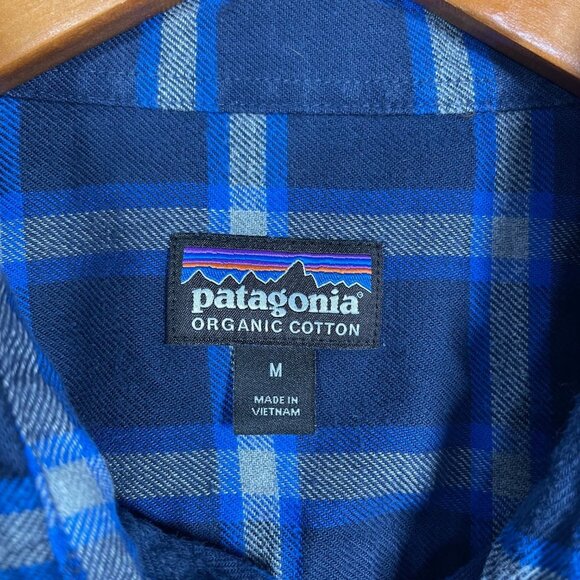 patagonia®
ORGANIC COTTON
M
MADE IN
VIETNAM